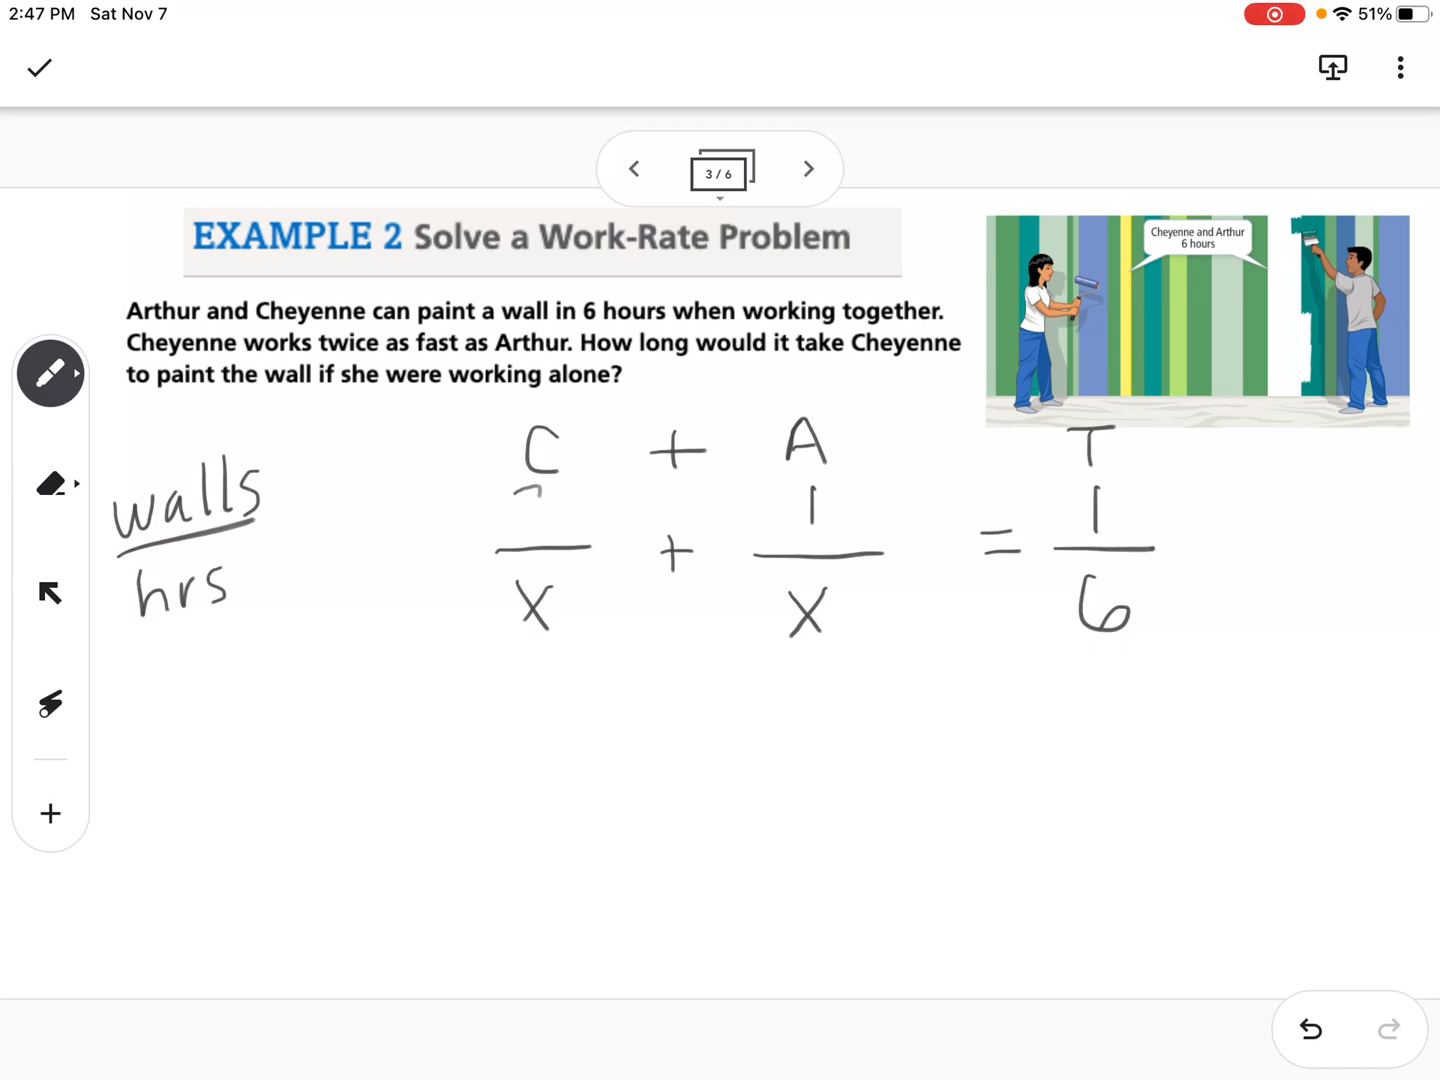 2:47 PM Sat Nov 7 51%
3 / 6
EXAMPLE 2 Solve a Work-Rate Problem
Cheyenne and Arthur
6 hours
Arthur and Cheyenne can paint a wall in 6 hours when working together.
Cheyenne works twice as fast as Arthur. How long would it take Cheyenne
to paint the wall if she were working alone?
C + A T
walls
hrs
1 1
+ =
X X 6